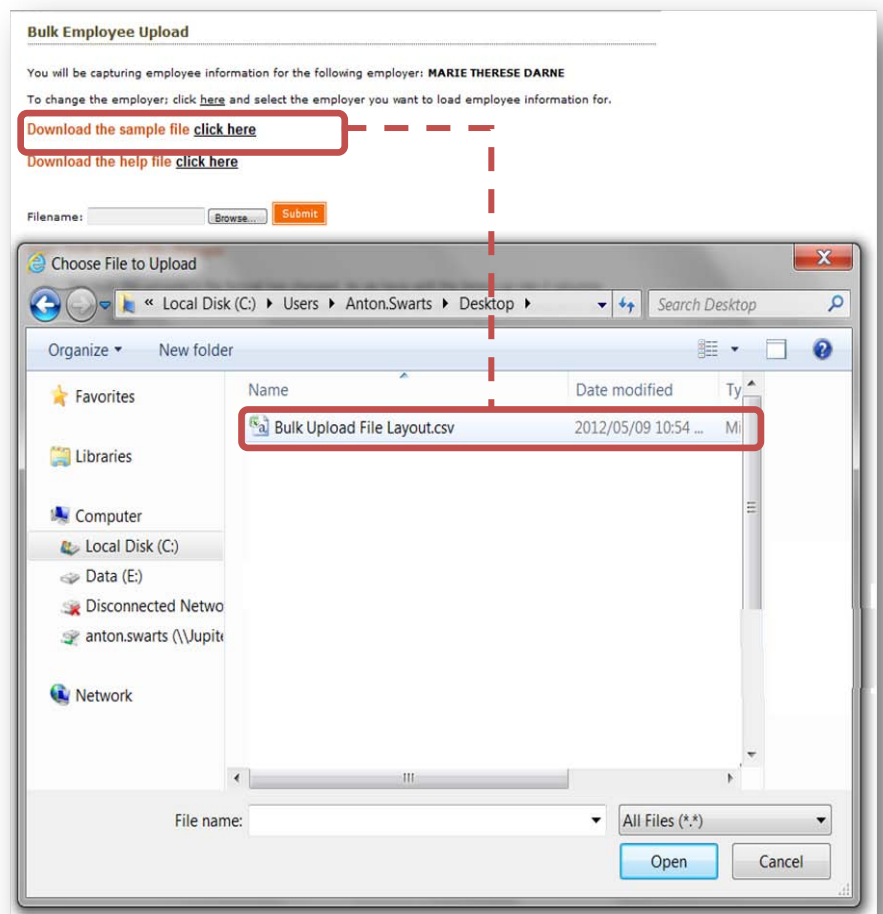 Bulk Employee Upload
You will be capturing employee information for the following employer: MARIE THERESE DARNE
To change the employer; click here and select the employer you want to load employee information for.
Download the sample file click here
Download the help file click here
Filename: Browse... Submit
Choose File to Upload
« Local Disk (C:) Users Anton.Swarts Desktop Search Desktop
Organize New folder
Favorites
Libraries
Computer
Local Disk (C:)
Data (E:)
Disconnected Netwo
anton.swarts (\\Jupite
Network
Name Date modified Ty
Bulk Upload File Layout.csv 2012/05/09 10:54 ... Mi
File name: All Files (*.*)
Open Cancel